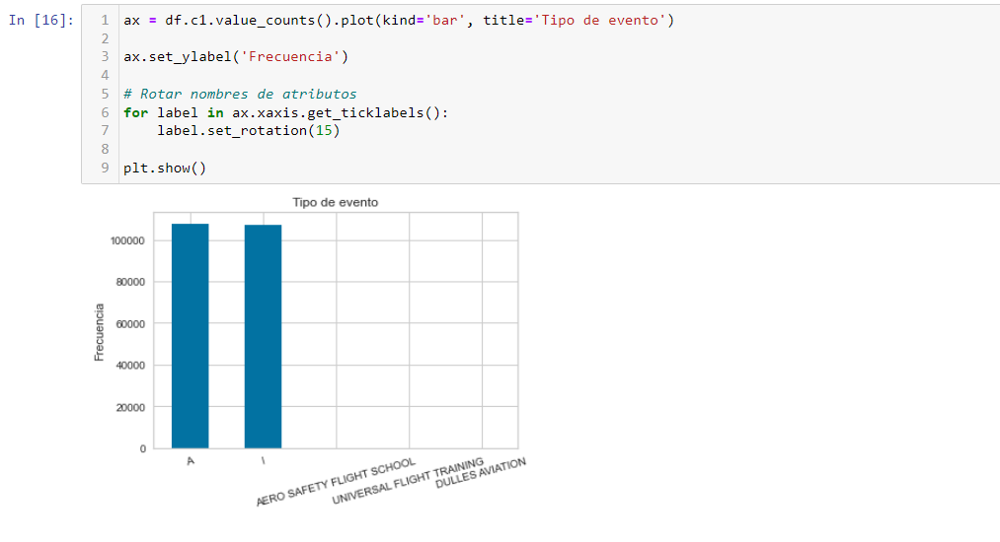 In [16]:
1 ax = df.c1.value_counts().plot(kind='bar', title='Tipo de evento')
2
3 ax.set_ylabel('Frecuencia')
4
5 # Rotar nombres de atributos
6 for label in ax.xaxis.get_ticklabels():
7     label.set_rotation(15)
8
9 plt.show()
Tipo de evento
100000
80000
60000
40000
20000
0
Frecuencia
A
I
AERO SAFETY FLIGHT SCHOOL
UNIVERSAL FLIGHT TRAINING
DULLES AVIATION